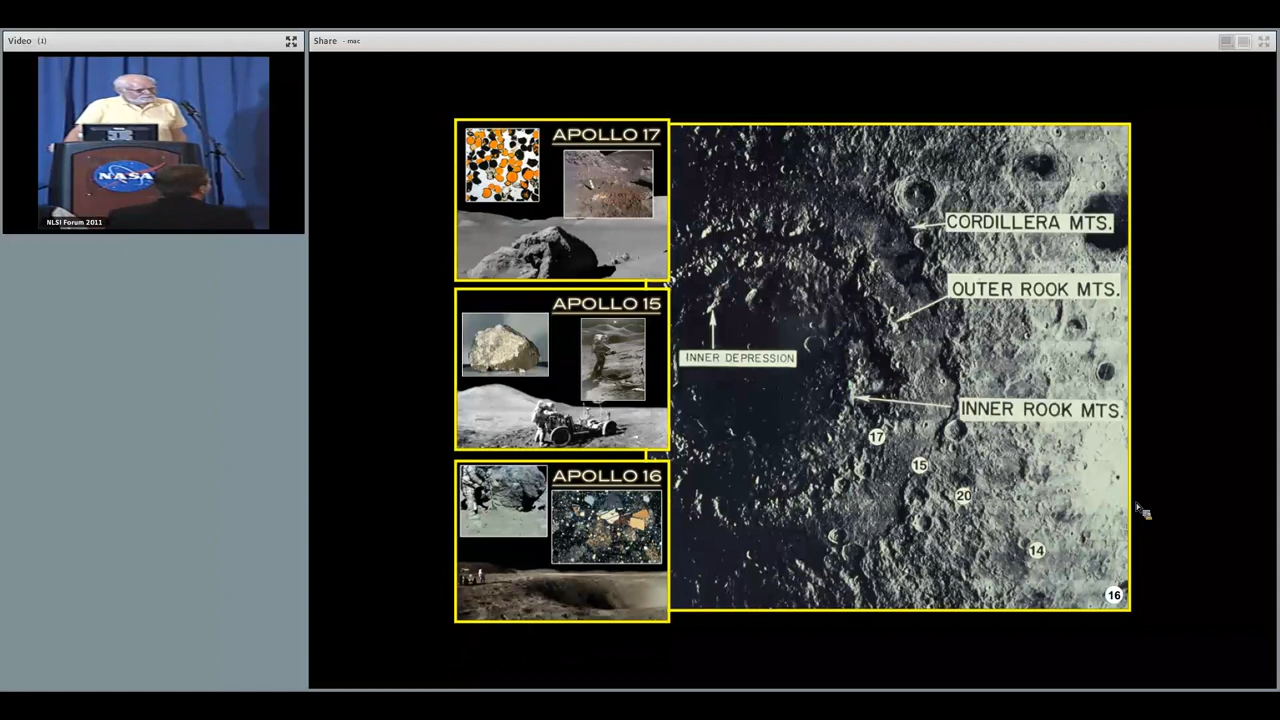 Video (1)
Share - mac
NASA
NLSI Forum 2011
APOLLO 17
APOLLO 15
APOLLO 16
CORDILLERA MTS.
OUTER ROOK MTS.
INNER DEPRESSION
INNER ROOK MTS.
17
15
20
14
16